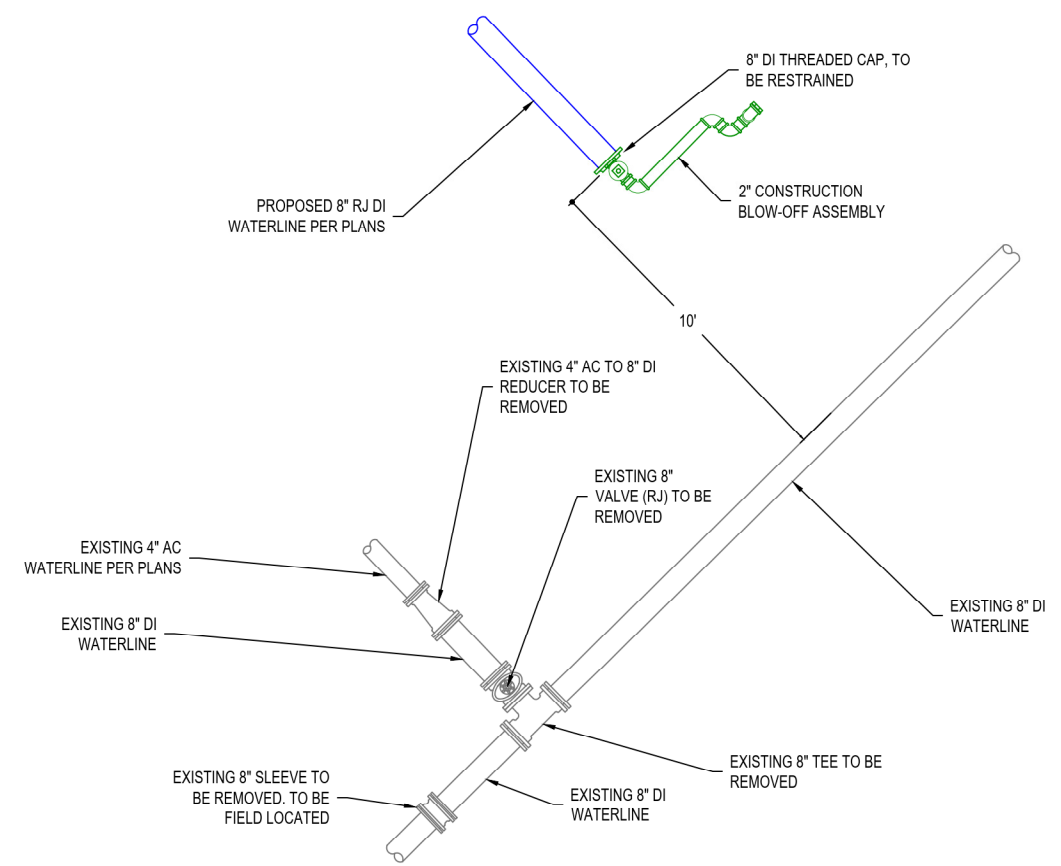 8" DI THREADED CAP, TO
BE RESTRAINED
2" CONSTRUCTION
BLOW-OFF ASSEMBLY
PROPOSED 8" RJ DI
WATERLINE PER PLANS
10'
EXISTING 4" AC TO 8" DI
REDUCER TO BE
REMOVED
EXISTING 8"
VALVE (RJ) TO BE
REMOVED
EXISTING 4" AC
WATERLINE PER PLANS
EXISTING 8" DI
WATERLINE
EXISTING 8" DI
WATERLINE
EXISTING 8" TEE TO BE
REMOVED
EXISTING 8" SLEEVE TO
BE REMOVED. TO BE
FIELD LOCATED
EXISTING 8" DI
WATERLINE